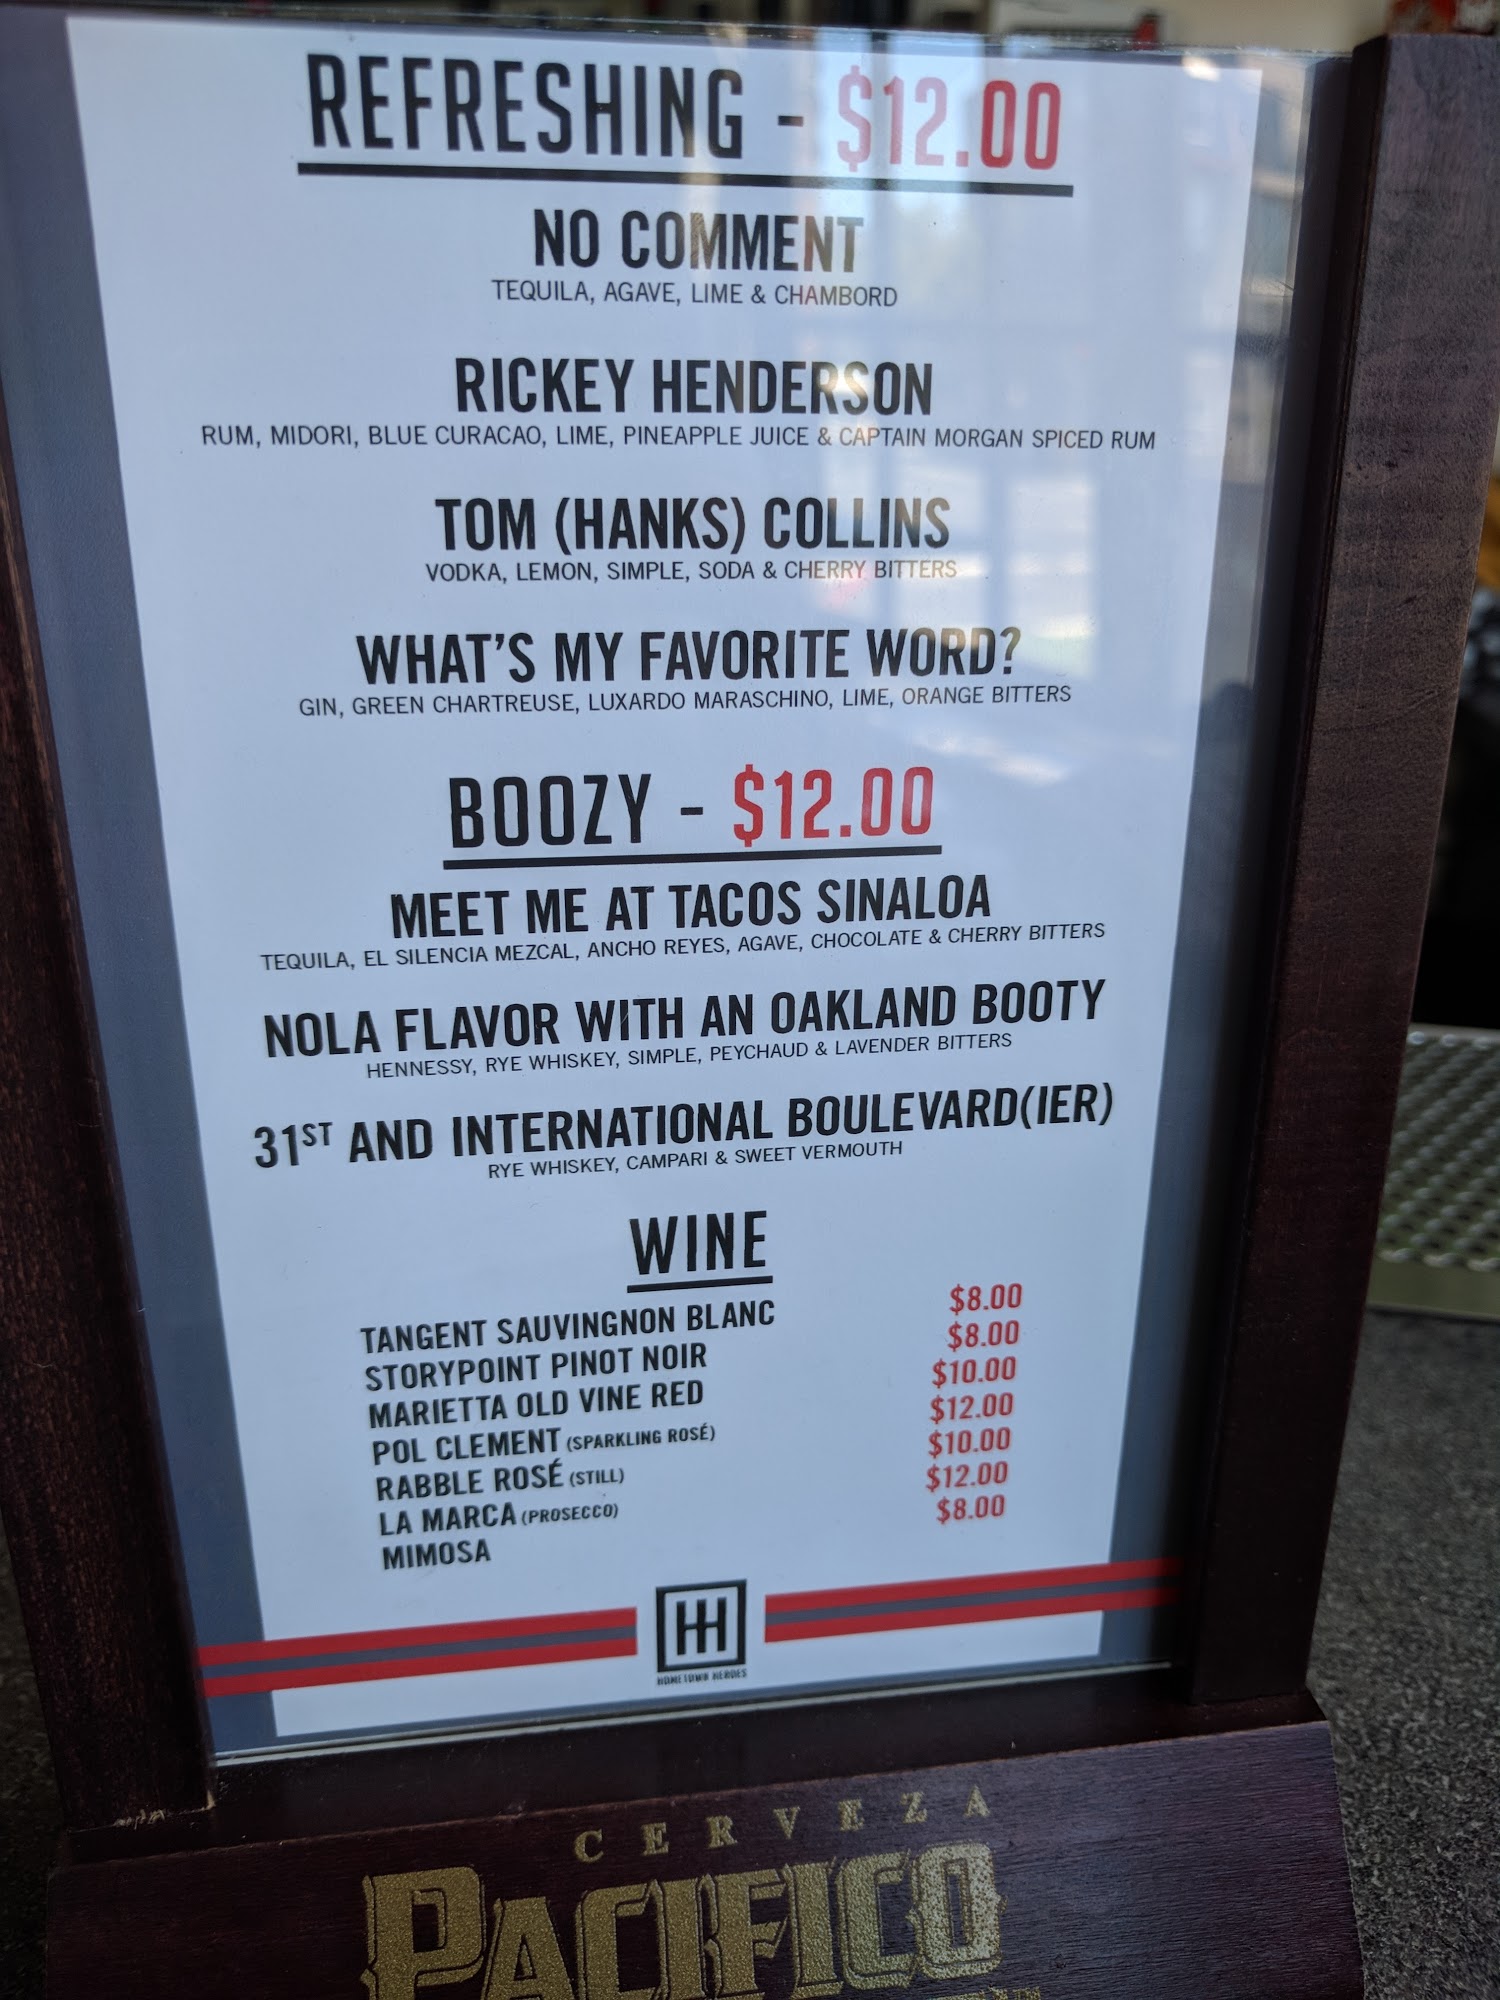 REFRESHING - $12.00
NO COMMENT
TEQUILA, AGAVE, LIME & CHAMBORD
RICKEY HENDERSON
RUM, MIDORI, BLUE CURACAO, LIME, PINEAPPLE JUICE & CAPTAIN MORGAN SPICED RUM
TOM (HANKS) COLLINS
VODKA, LEMON, SIMPLE, SODA & CHERRY BITTERS
WHAT'S MY FAVORITE WORD?
GIN, GREEN CHARTREUSE, LUXARDO MARASCHINO, LIME, ORANGE BITTERS
BOOZY - $12.00
MEET ME AT TACOS SINALOA
TEQUILA, EL SILENCIA MEZCAL, ANCHO REYES, AGAVE, CHOCOLATE & CHERRY BITTERS
NOLA FLAVOR WITH AN OAKLAND BOOTY
HENNESSY, RYE WHISKEY, SIMPLE, PEYCHAUD & LAVENDER BITTERS
31ST AND INTERNATIONAL BOULEVARD(IER)
RYE WHISKEY, CAMPARI & SWEET VERMOUTH
WINE
TANGENT SAUVINGNON BLANC $8.00
STORYPOINT PINOT NOIR $8.00
MARIETTA OLD VINE RED $10.00
POL CLEMENT (SPARKLING ROSÉ) $12.00
RABBLE ROSÉ (STILL) $10.00
LA MARCA (PROSECCO) $12.00
MIMOSA $8.00
HH
HOMETOWN HEROES
CERVEZA
PACIFICO